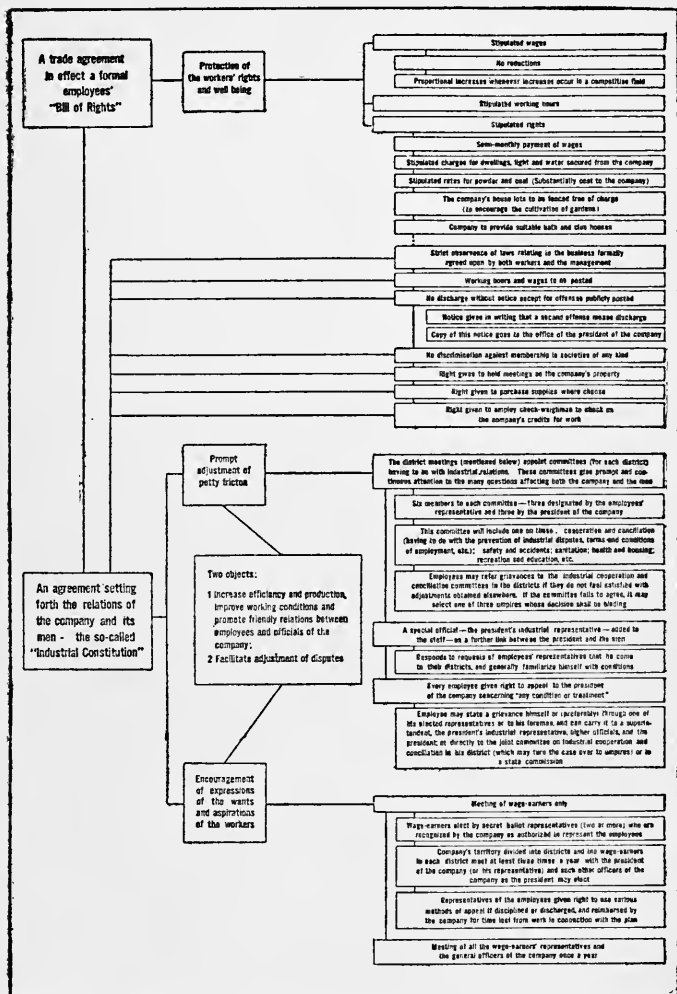 A trade agreement
in effect a formal
employees'
"Bill of Rights"
Protection of
the workers' rights
and well being
Stipulated wages
No reductions
Proportional increases whenever increases occur in a competitive field
Stipulated working hours
Stipulated rights
Semi-monthly payment of wages
Stipulated charges for dwellings, light and water secured from the company
Stipulated rates for powder and coal (Substantially cost to the company)
The company's house lots to be fenced free of charge
(to encourage the cultivation of gardens)
Company to provide suitable bath and club houses
Strict observance of laws relating to the business formally
agreed upon by both workers and the management
Working hours and wages to be posted
No discharge without notice except for offense publicly posted
Notice given in writing that a second offense means discharge
Copy of this notice goes to the office of the president of the company
No discrimination against membership in societies of any kind
Right given to hold meetings on the company's property
Right given to purchase supplies where choose
Right given to employ check-weighman to check on
the company's credits for work
An agreement setting
forth the relations of
the company and its
men - the so-called
"Industrial Constitution"
Prompt
adjustment of
petty friction
Two objects:
1 Increase efficiency and production,
improve working conditions and
promote friendly relations between
employees and officials of the
company;
2 Facilitate adjustment of disputes
Encouragement
of expressions
of the wants
and aspirations
of the workers
The district meetings (mentioned below) appoint committees (for each district)
having to do with industrial relations. These committees give prompt and con-
tinuous attention to the many questions affecting both the company and the men
Six members to each committee—three designated by the employees'
representative and three by the president of the company
This committee will include one on these: cooperation and conciliation
(having to do with the prevention of industrial disputes, terms and conditions
of employment, etc.); safety and accidents; sanitation; health and housing;
recreation and education, etc.
Employees may refer grievances to the industrial cooperation and
conciliation committees in the districts if they do not feel satisfied with
adjustments obtained elsewhere. If the committee fails to agree, it may
select one of three umpires whose decision shall be binding
A special official—the president's industrial representative—added to
the staff—as a further link between the president and the men
Responds to requests of employees' representatives that he come
to their districts, and generally familiarize himself with conditions
Every employee given right to appeal to the president
of the company concerning "any condition or treatment"
Employee may state a grievance himself or (preferably) through one of
his elected representatives or to his foreman, and can carry it to a superin-
tendent, the president's industrial representative, higher officials, and the
president; or directly to the joint committee on industrial cooperation and
conciliation in his district (which may turn the case over to umpires) or to
a state commission
Meeting of wage-earners only
Wage-earners elect by secret ballot representatives (two or more) who are
recognized by the company as authorized to represent the employees
Company's territory divided into districts and the wage-earners
in each district meet at least three times a year with the president
of the company (or his representative) and such other officers of the
company as the president may elect
Representatives of the employees given right to use various
methods of appeal if disciplined or discharged, and reimbursed by
the company for time lost from work in conection with the plan
Meeting of all the wage-earners' representatives and
the general officers of the company once a year